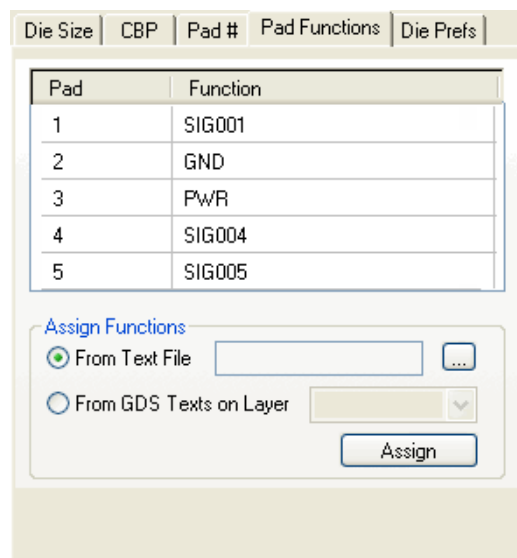 Die Size CBP Pad # Pad Functions Die Prefs
Pad Function
1 SIG001
2 GND
3 PWR
4 SIG004
5 SIG005
Assign Functions
From Text File ...
From GDS Texts on Layer
Assign